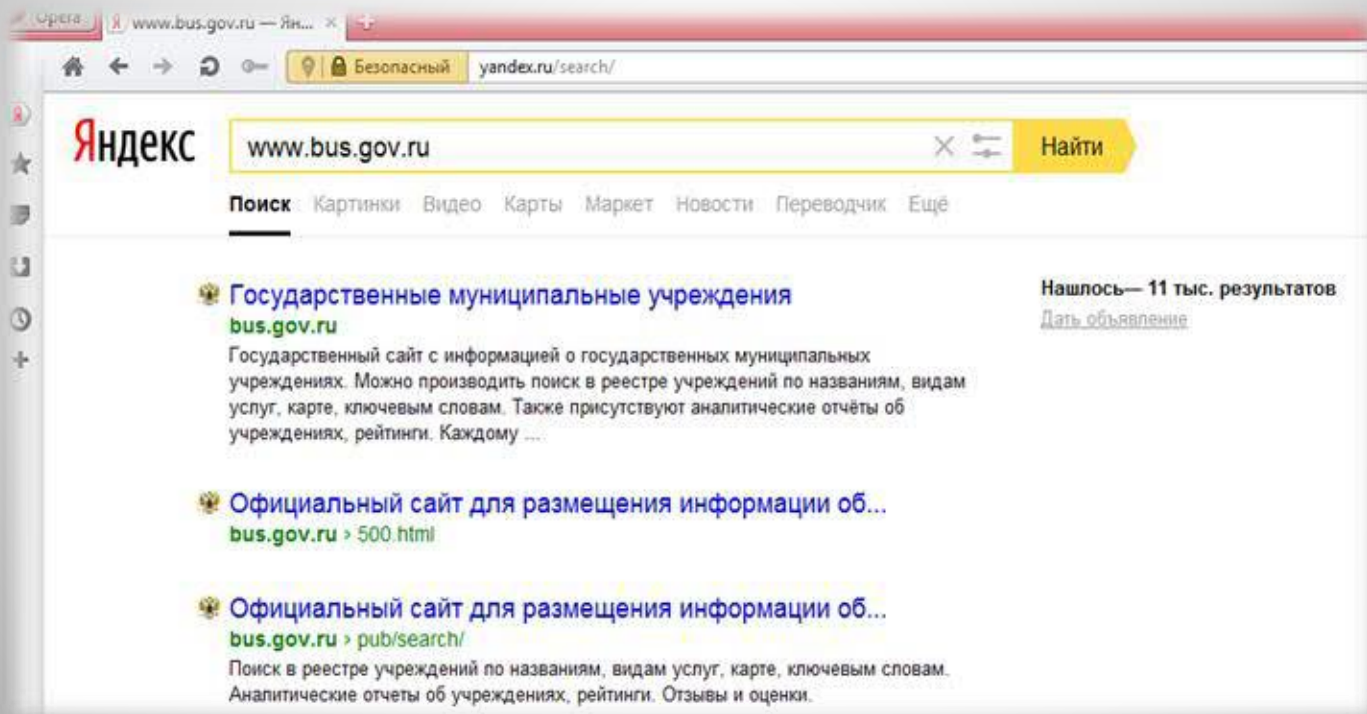 Opera
www.bus.gov.ru — Ян...
Безопасный
yandex.ru/search/
Яндекс
www.bus.gov.ru
Найти
Поиск Картинки Видео Карты Маркет Новости Переводчик Ещё
Государственные муниципальные учреждения
bus.gov.ru
Государственный сайт с информацией о государственных муниципальных
учреждениях. Можно производить поиск в реестре учреждений по названиям, видам
услуг, карте, ключевым словам. Также присутствуют аналитические отчёты об
учреждениях, рейтинги. Каждому ...
Нашлось— 11 тыс. результатов
Дать объявление
Официальный сайт для размещения информации об...
bus.gov.ru › 500.html
Официальный сайт для размещения информации об...
bus.gov.ru › pub/search/
Поиск в реестре учреждений по названиям, видам услуг, карте, ключевым словам.
Аналитические отчеты об учреждениях, рейтинги. Отзывы и оценки.